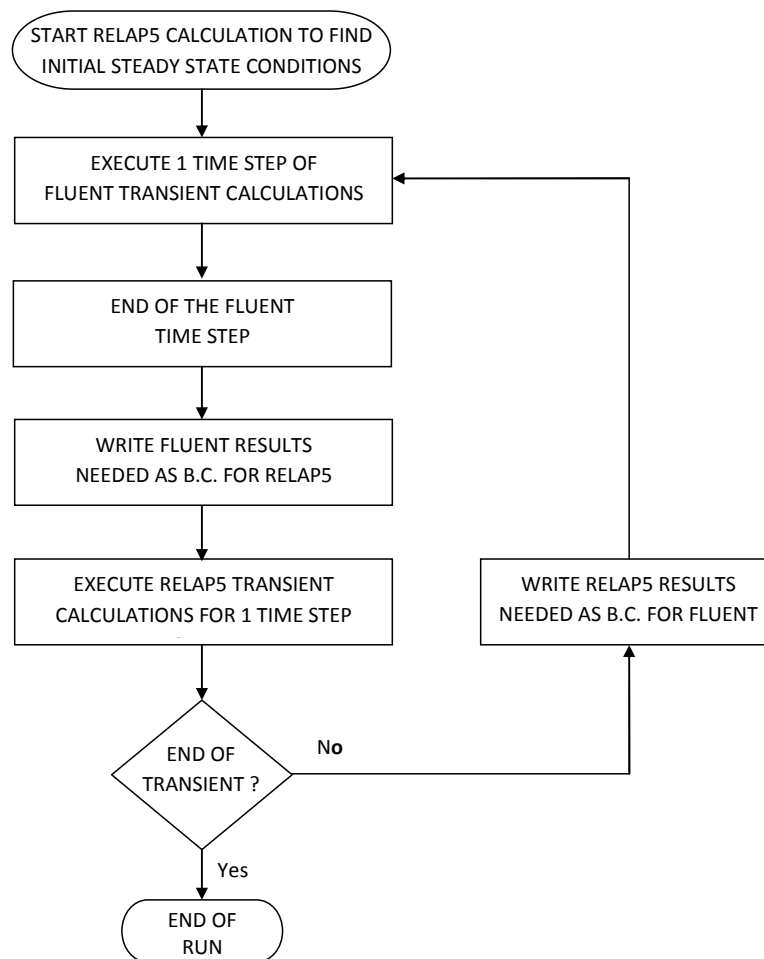 START RELAP5 CALCULATION TO FIND
INITIAL STEADY STATE CONDITIONS
EXECUTE 1 TIME STEP OF
FLUENT TRANSIENT CALCULATIONS
END OF THE FLUENT
TIME STEP
WRITE FLUENT RESULTS
NEEDED AS B.C. FOR RELAP5
EXECUTE RELAP5 TRANSIENT
CALCULATIONS FOR 1 TIME STEP
WRITE RELAP5 RESULTS
NEEDED AS B.C. FOR FLUENT
END OF
TRANSIENT ?
No
Yes
END OF
RUN